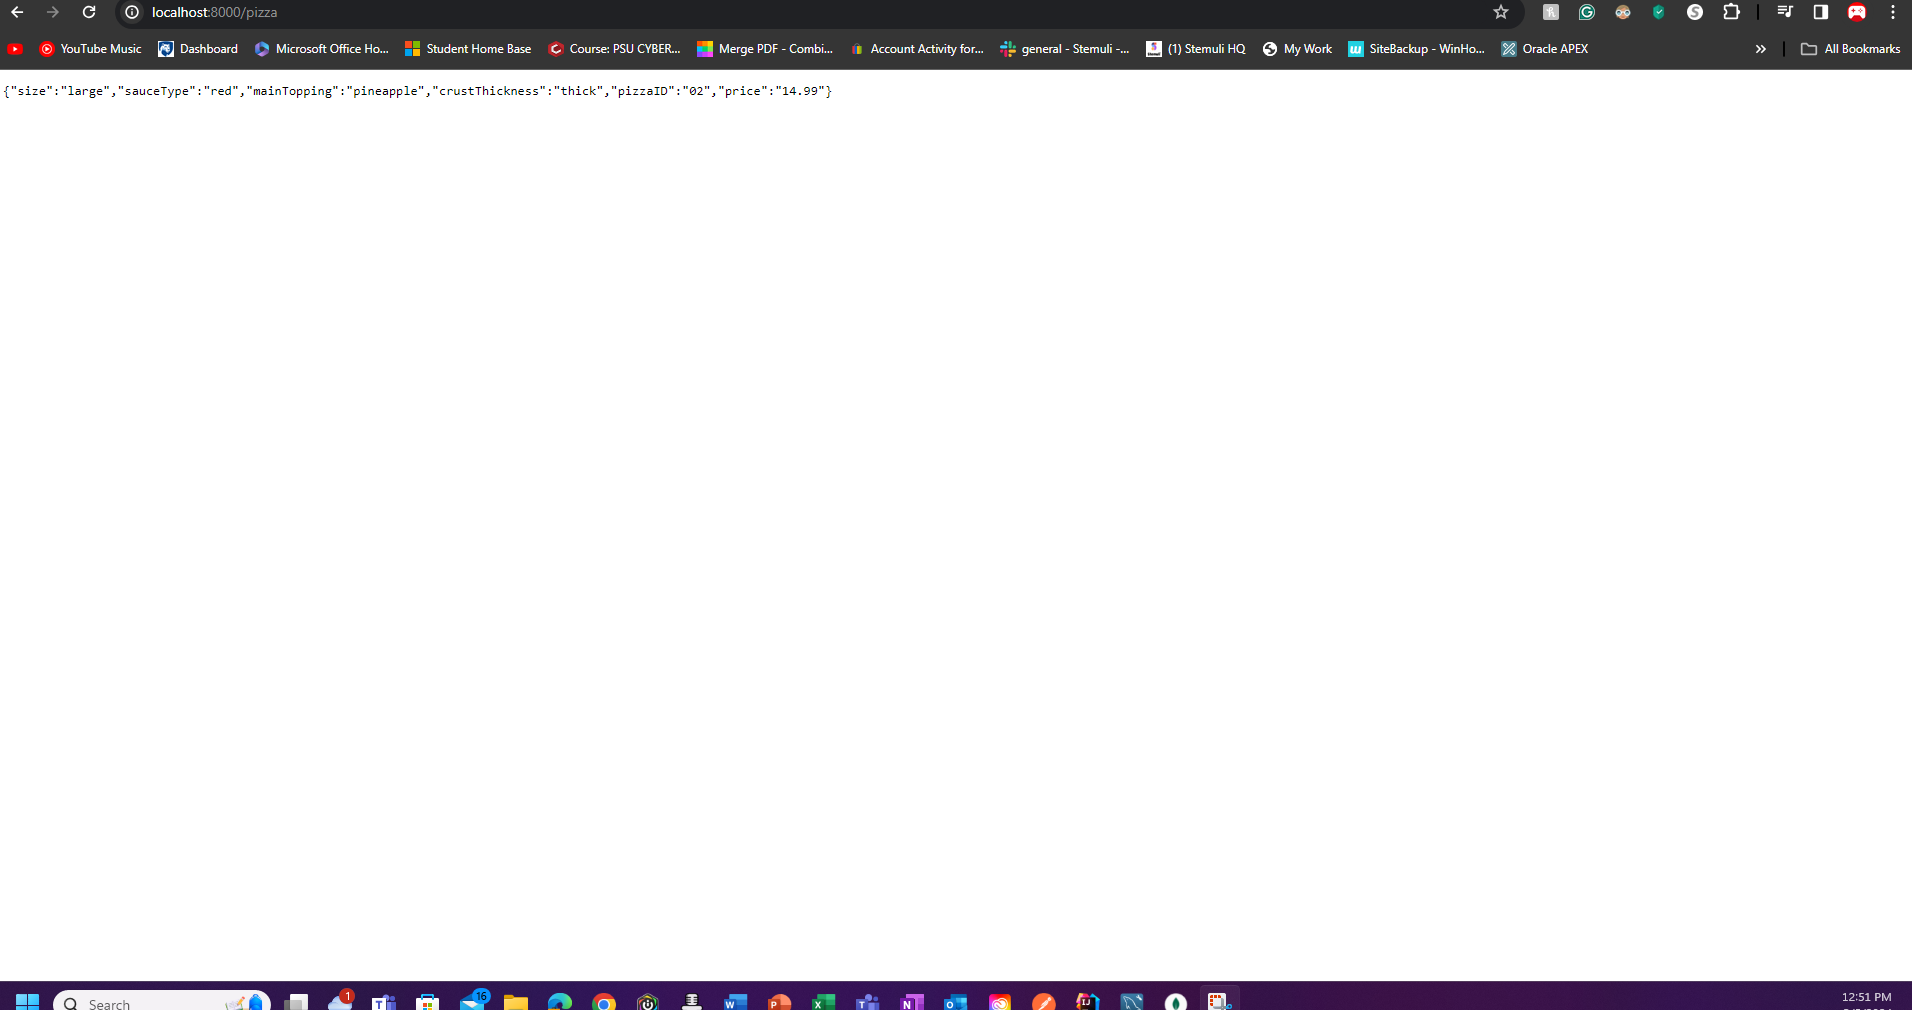 localhost:8000/pizza
YouTube Music Dashboard Microsoft Office Ho... Student Home Base Course: PSU CYBER... Merge PDF - Combi... Account Activity for... general - Stemuli -... (1) Stemuli HQ My Work SiteBackup - WinHo... Oracle APEX » All Bookmarks
{"size":"large","sauceType":"red","mainTopping":"pineapple","crustThickness":"thick","pizzaID":"02","price":"14.99"}
Search 1 16 12:51 PM